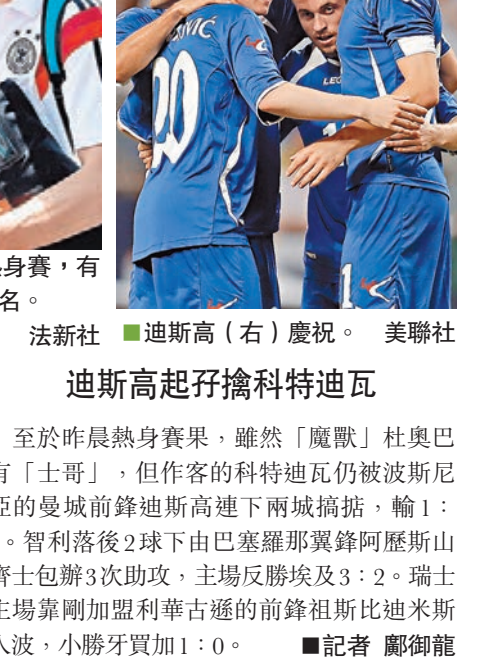 OVIĆ
20
LEG
1
身賽，有
名。
法新社
■迪斯高（右）慶祝。 美聯社
迪斯高起孖擒科特迪瓦
至於昨晨熱身賽果，雖然「魔獸」杜奧巴
有「士哥」，但作客的科特迪瓦仍被波斯尼
亞的曼城前鋒迪斯高連下兩城搞掂，輸1：
。智利落後2球下由巴塞羅那翼鋒阿歷斯山
齊士包辦3次助攻，主場反勝埃及3：2。瑞士
主場靠剛加盟利華古遜的前鋒祖斯比迪米斯
入波，小勝牙買加1：0。 ■記者 鄺御龍